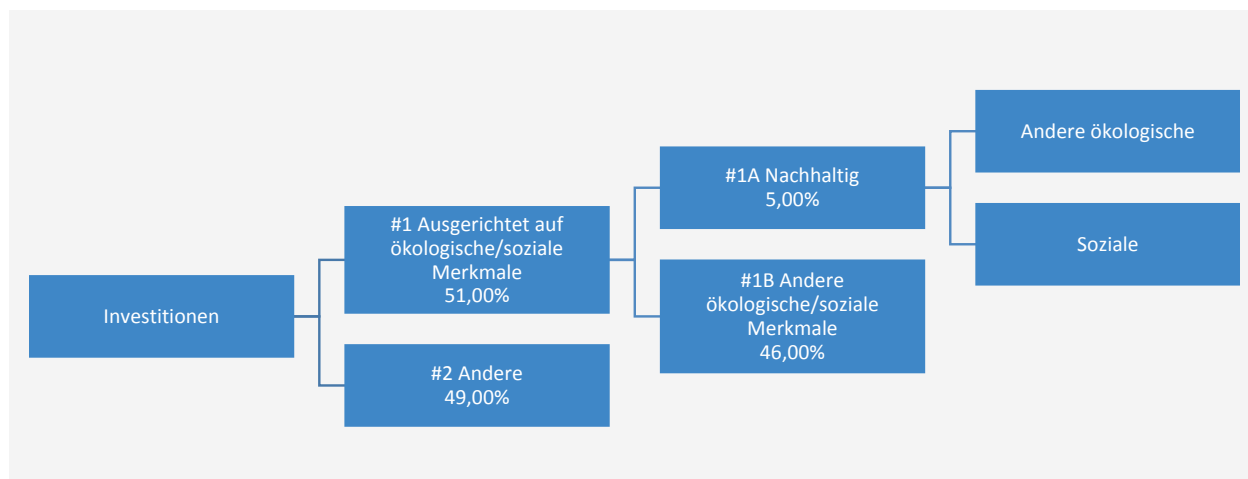 Investitionen
#1 Ausgerichtet auf
ökologische/soziale
Merkmale
51,00%
#2 Andere
49,00%
#1A Nachhaltig
5,00%
#1B Andere
ökologische/soziale
Merkmale
46,00%
Andere ökologische
Soziale